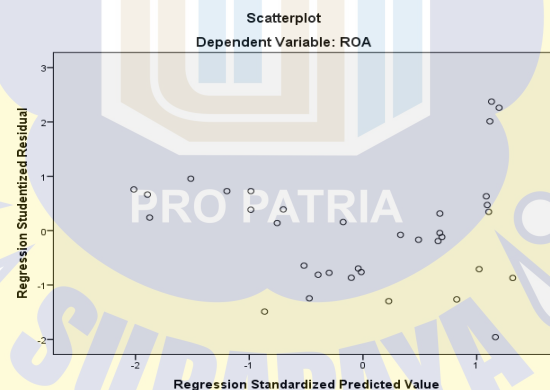 Scatterplot
Dependent Variable: ROA
Regression Studentized Residual
3
2
1
0
-1
-2
PRO PATRIA
-2
-1
0
1
Regression Standardized Predicted Value